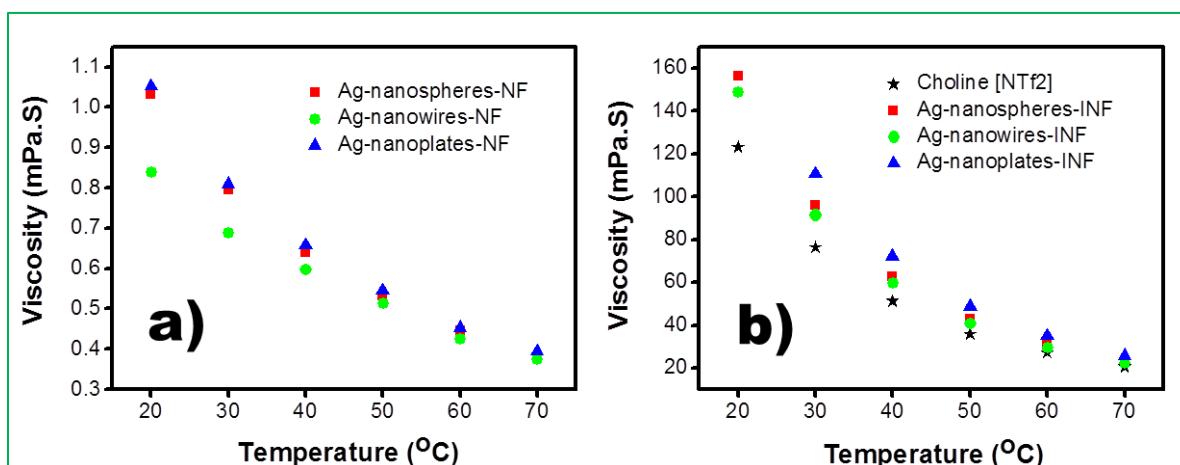 1.1
1.0
0.9
0.8
0.7
0.6
0.5
0.4
0.3
Viscosity (mPa.S)
Ag-nanospheres-NF
Ag-nanowires-NF
Ag-nanoplates-NF
a)
20 30 40 50 60 70
Temperature (OC)
160
140
120
100
80
60
40
20
Viscosity (mPa.S)
Choline [NTf2]
Ag-nanospheres-INF
Ag-nanowires-INF
Ag-nanoplates-INF
b)
20 30 40 50 60 70
Temperature (OC)